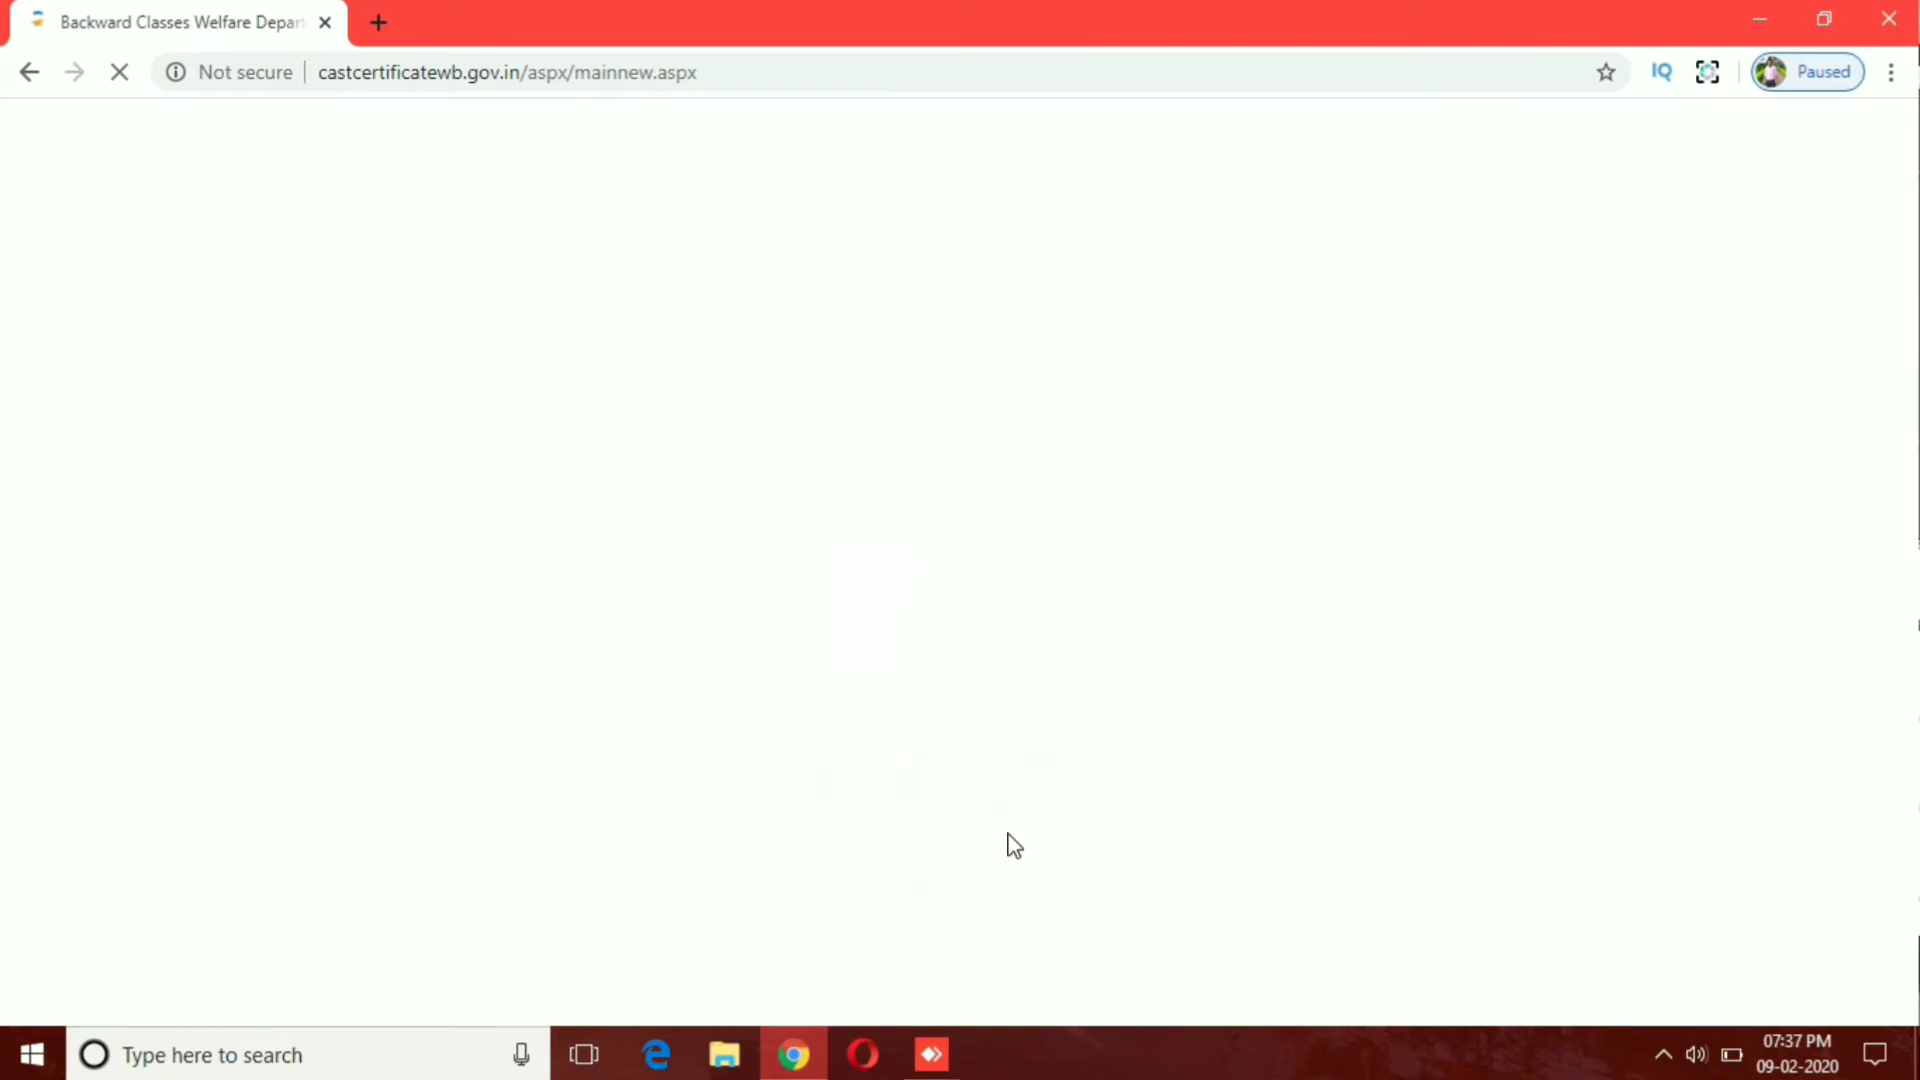 Backward Classes Welfare Depar
Not secure
castcertificatewb.gov.in/aspx/mainnew.aspx
IQ
Paused
Type here to search
07:37 PM
09-02-2020